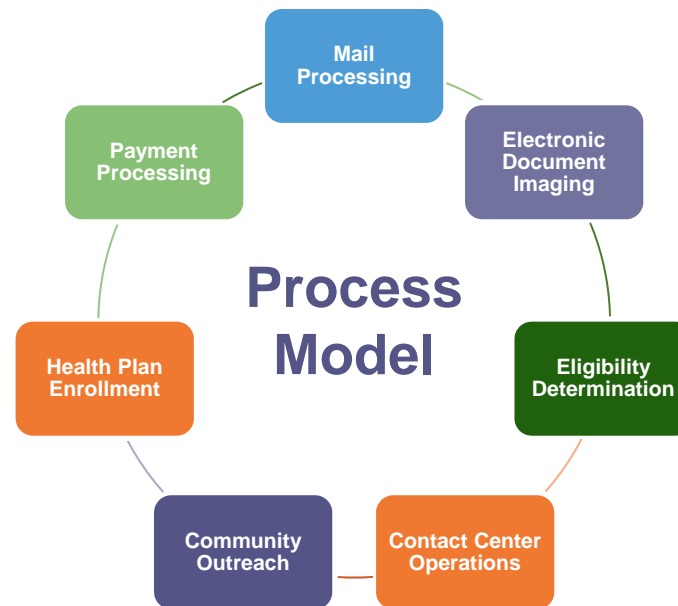 Mail
Processing
Electronic
Document
Imaging
Eligibility
Determination
Contact Center
Operations
Community
Outreach
Health Plan
Enrollment
Payment
Processing
Process
Model